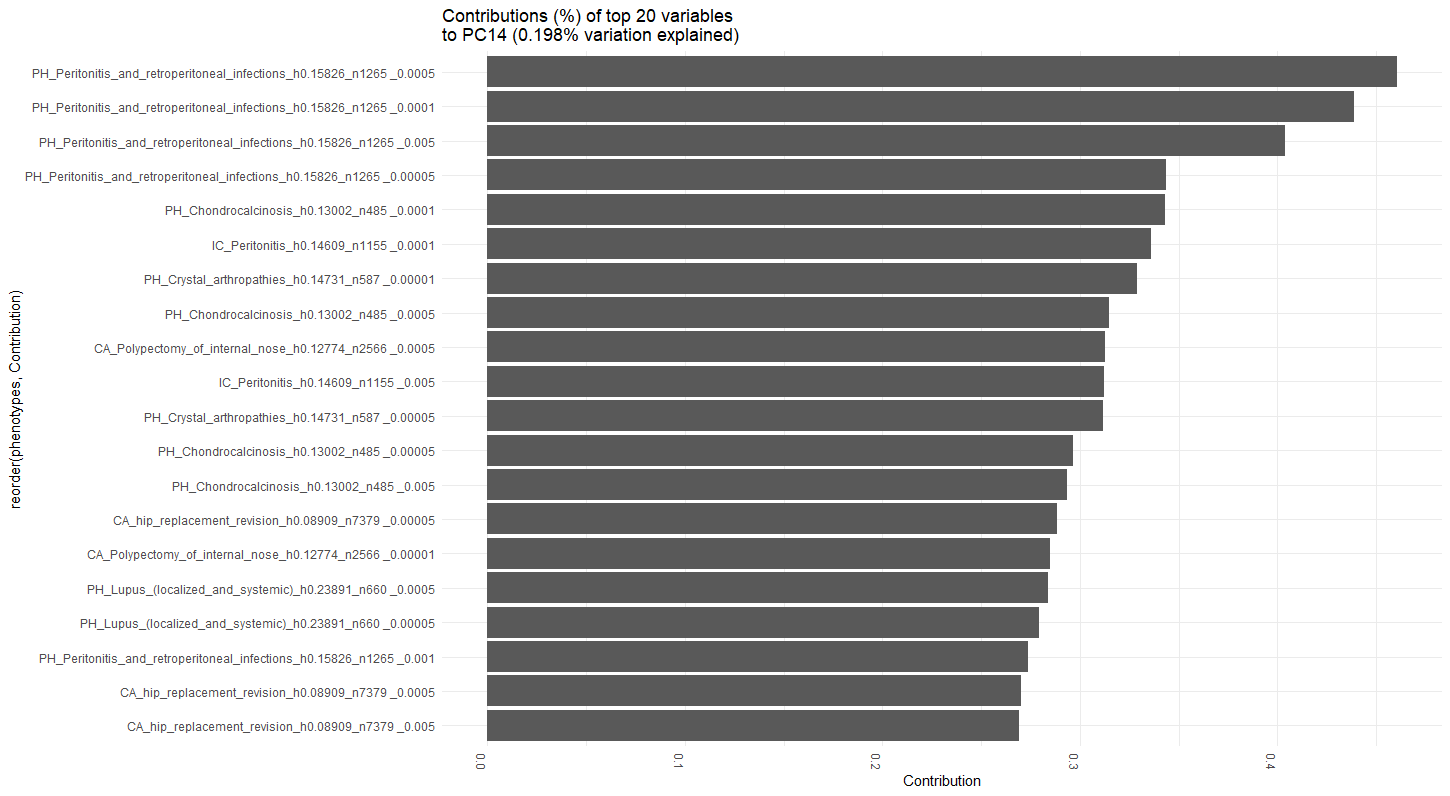 Contributions (%) of top 20 variables
to PC14 (0.198% variation explained)
reorder(phenotypes, Contribution)
PH_Peritonitis_and_retroperitoneal_infections_h0.15826_n1265 _0.0005
PH_Peritonitis_and_retroperitoneal_infections_h0.15826_n1265 _0.0001
PH_Peritonitis_and_retroperitoneal_infections_h0.15826_n1265 _0.005
PH_Peritonitis_and_retroperitoneal_infections_h0.15826_n1265 _0.00005
PH_Chondrocalcinosis_h0.13002_n485 _0.0001
IC_Peritonitis_h0.14609_n1155 _0.0001
PH_Crystal_arthropathies_h0.14731_n587 _0.00001
PH_Chondrocalcinosis_h0.13002_n485 _0.0005
CA_Polypectomy_of_internal_nose_h0.12774_n2566 _0.0005
IC_Peritonitis_h0.14609_n1155 _0.005
PH_Crystal_arthropathies_h0.14731_n587 _0.00005
PH_Chondrocalcinosis_h0.13002_n485 _0.00005
PH_Chondrocalcinosis_h0.13002_n485 _0.005
CA_hip_replacement_revision_h0.08909_n7379 _0.00005
CA_Polypectomy_of_internal_nose_h0.12774_n2566 _0.00001
PH_Lupus_(localized_and_systemic)_h0.23891_n660 _0.0005
PH_Lupus_(localized_and_systemic)_h0.23891_n660 _0.00005
PH_Peritonitis_and_retroperitoneal_infections_h0.15826_n1265 _0.001
CA_hip_replacement_revision_h0.08909_n7379 _0.0005
CA_hip_replacement_revision_h0.08909_n7379 _0.005
0.0
0.1
0.2
0.3
0.4
Contribution